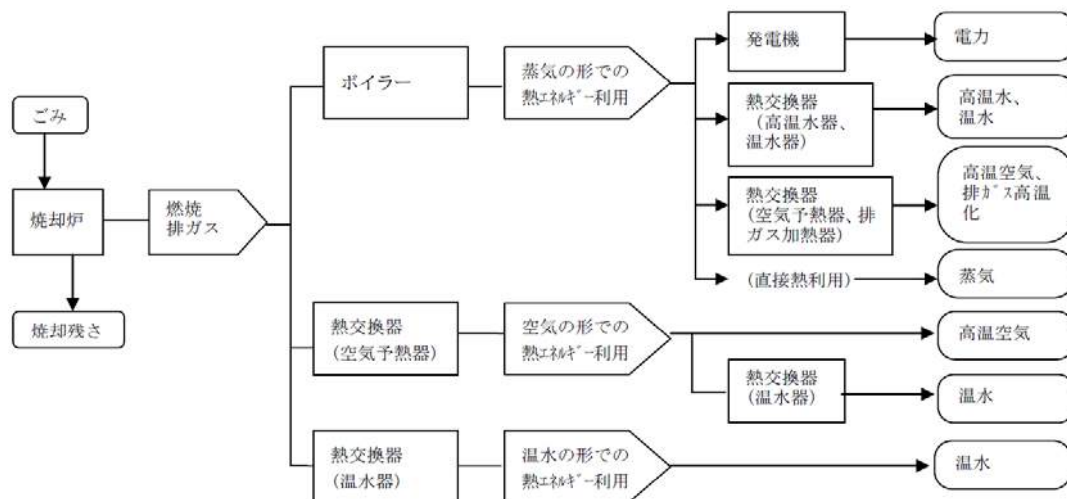 ごみ
焼却炉
焼却残さ
燃焼
排ガス
ボイラー
蒸気の形での
熱ｴﾈﾙｷﾞｰ利用
発電機
電力
熱交換器
(高温水器、
温水器)
高温水、
温水
熱交換器
(空気予熱器、排
ガス加熱器)
高温空気、
排ｶﾞｽ高温
化
(直接熱利用)
蒸気
熱交換器
(空気予熱器)
空気の形での
熱ｴﾈﾙｷﾞｰ利用
高温空気
熱交換器
(温水器)
温水
熱交換器
(温水器)
温水の形での
熱ｴﾈﾙｷﾞｰ利用
温水